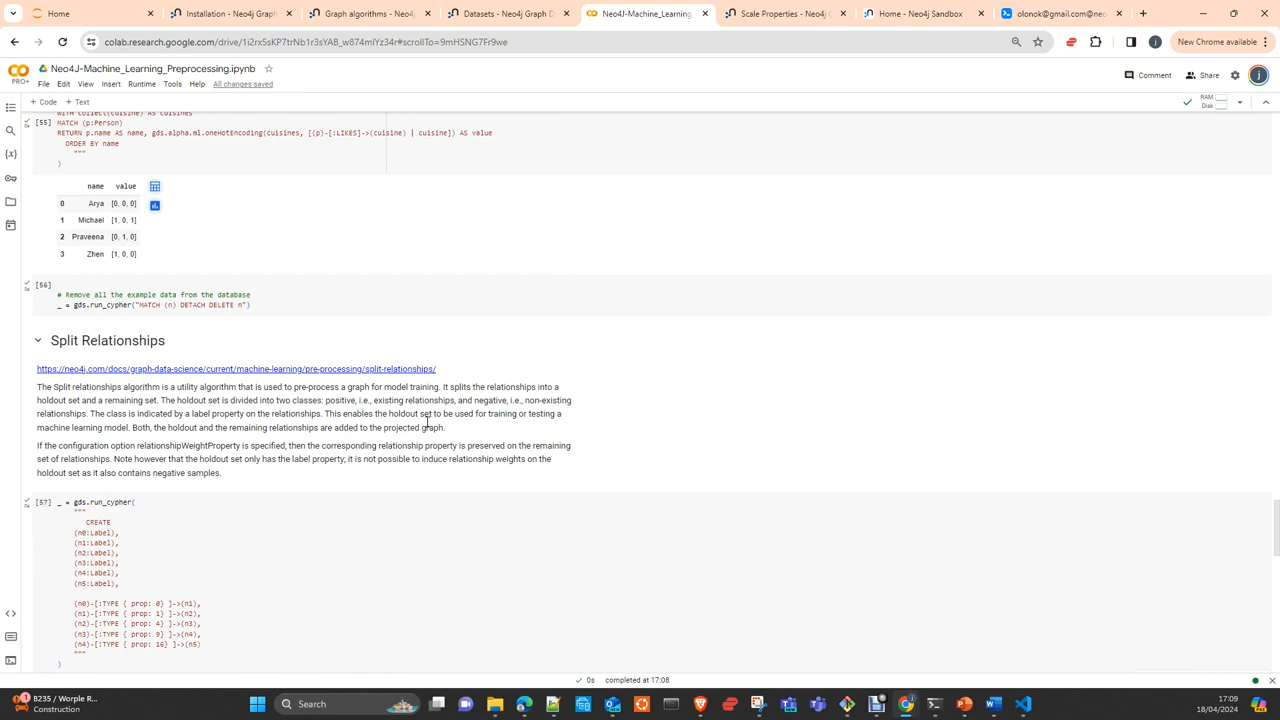 Home
Installation - Neo4j Graph
Graph algorithms - Neo4j
Datasets - Neo4j Graph D
Neo4J-Machine_Learning_
Scale Properties - Neo4j G
Home - Neo4j Sandbox
olonok@gmail.com@neo
colab.research.google.com/drive/1i2rx5sKP7trNb1r3sYAB_w874mIYz34r#scrollTo=9mHSNG7Fr9we
New Chrome available
PRO+
Neo4J-Machine_Learning_Preprocessing.ipynb
File Edit View Insert Runtime Tools Help All changes saved
Comment
Share
+ Code + Text
RAM
Disk
WITH collect(cuisine) AS cuisines
[55] MATCH (p:Person)
RETURN p.name AS name, gds.alpha.ml.oneHotEncoding(cuisines, [(p)-[:LIKES]->(cuisine) | cuisine]) AS value
ORDER BY name
"""
)
name value
0 Arya [0, 0, 0]
1 Michael [1, 0, 1]
2 Praveena [0, 1, 0]
3 Zhen [1, 0, 0]
[56]
# Remove all the example data from the database
_ = gds.run_cypher("MATCH (n) DETACH DELETE n")
Split Relationships
https://neo4j.com/docs/graph-data-science/current/machine-learning/pre-processing/split-relationships/
The Split relationships algorithm is a utility algorithm that is used to pre-process a graph for model training. It splits the relationships into a
holdout set and a remaining set. The holdout set is divided into two classes: positive, i.e., existing relationships, and negative, i.e., non-existing
relationships. The class is indicated by a label property on the relationships. This enables the holdout set to be used for training or testing a
machine learning model. Both, the holdout and the remaining relationships are added to the projected graph.
If the configuration option relationshipWeightProperty is specified, then the corresponding relationship property is preserved on the remaining
set of relationships. Note however that the holdout set only has the label property; it is not possible to induce relationship weights on the
holdout set as it also contains negative samples.
[57] _ = gds.run_cypher(
"""
CREATE
(n0:Label),
(n1:Label),
(n2:Label),
(n3:Label),
(n4:Label),
(n5:Label),
(n0)-[:TYPE { prop: 0} ]->(n1),
(n1)-[:TYPE { prop: 1} ]->(n2),
(n2)-[:TYPE { prop: 4} ]->(n3),
(n3)-[:TYPE { prop: 9} ]->(n4),
(n4)-[:TYPE { prop: 16} ]->(n5)
"""
)
0s completed at 17:08
B235 / Worple R...
Construction
Search
17:09
18/04/2024